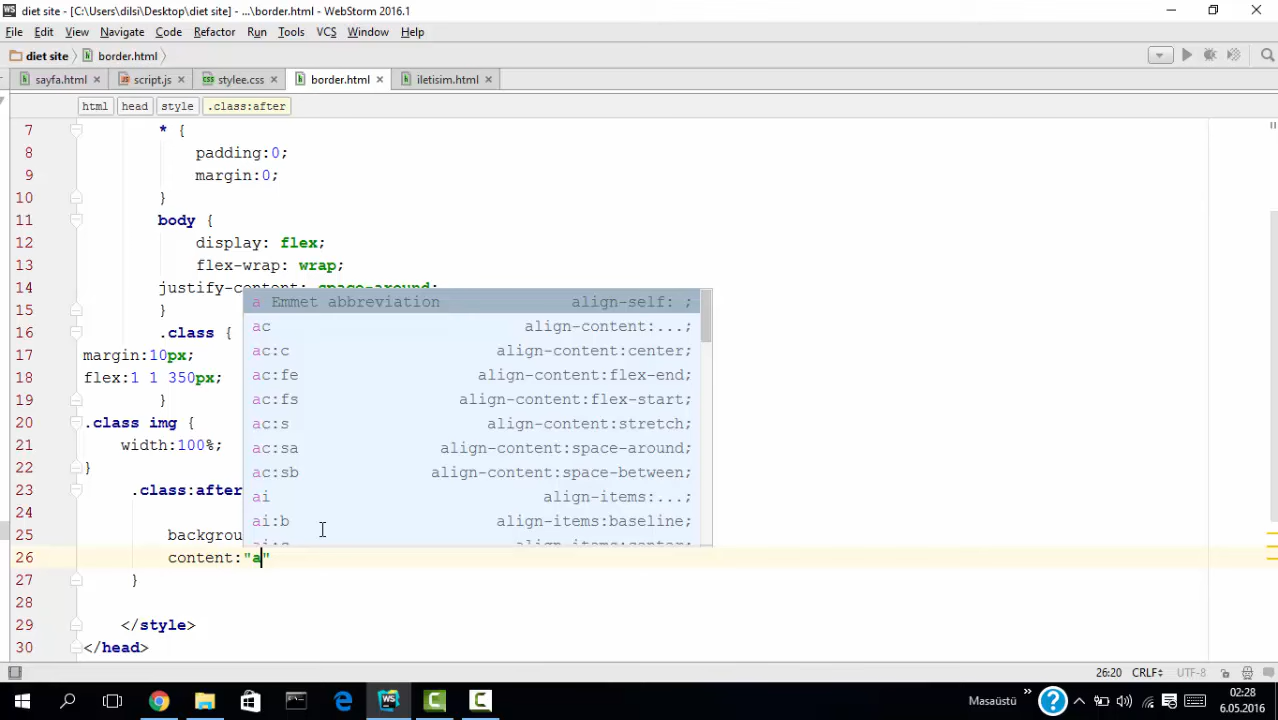 WS diet site - [C:\Users\dilsi\Desktop\diet site] - ...\border.html - WebStorm 2016.1
File Edit View Navigate Code Refactor Run Tools VCS Window Help
diet site border.html
sayfa.html script.js stylee.css border.html iletisim.html
html head style .class:after
7 * {
8 padding:0;
9 margin:0;
10 }
11 body {
12 display: flex;
13 flex-wrap: wrap;
14 justify-content: space-around;
15 }
16 .class {
17 margin:10px;
18 flex:1 1 350px;
19 }
20 .class img {
21 width:100%;
22 }
23 .class:after
24
25 backgrou
26 content:"a"
27 }
28
29 </style>
30 </head>
a Emmet abbreviation align-self: ;
ac align-content:...;
ac:c align-content:center;
ac:fe align-content:flex-end;
ac:fs align-content:flex-start;
ac:s align-content:stretch;
ac:sa align-content:space-around;
ac:sb align-content:space-between;
ai align-items:...;
ai:b align-items:baseline;
ai:c align-items:center;
26:20 CRLF UTF-8
Masaüstü
02:28
6.05.2016